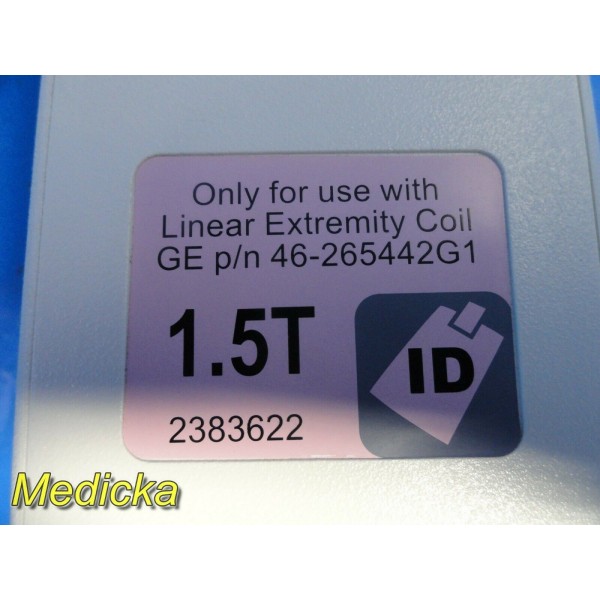 Only for use with
Linear Extremity Coil
GE p/n 46-265442G1
1.5T
ID
2383622
Medicka